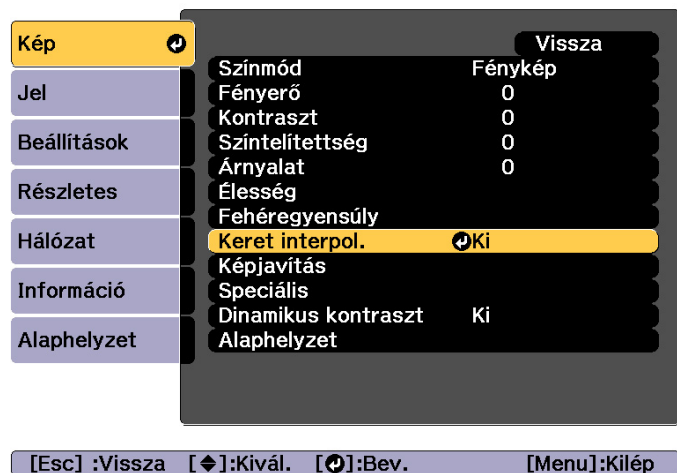 Kép
Jel
Beállítások
Részletes
Hálózat
Információ
Alaphelyzet
Vissza
Színmód Fénykép
Fényerő 0
Kontraszt 0
Színtelítettség 0
Árnyalat 0
Élesség
Fehéregyensúly
Keret interpol. Ki
Képjavítás
Speciális
Dinamikus kontraszt Ki
Alaphelyzet
[Esc] :Vissza [◆]:Kivál. [⏎]:Bev. [Menu]:Kilép